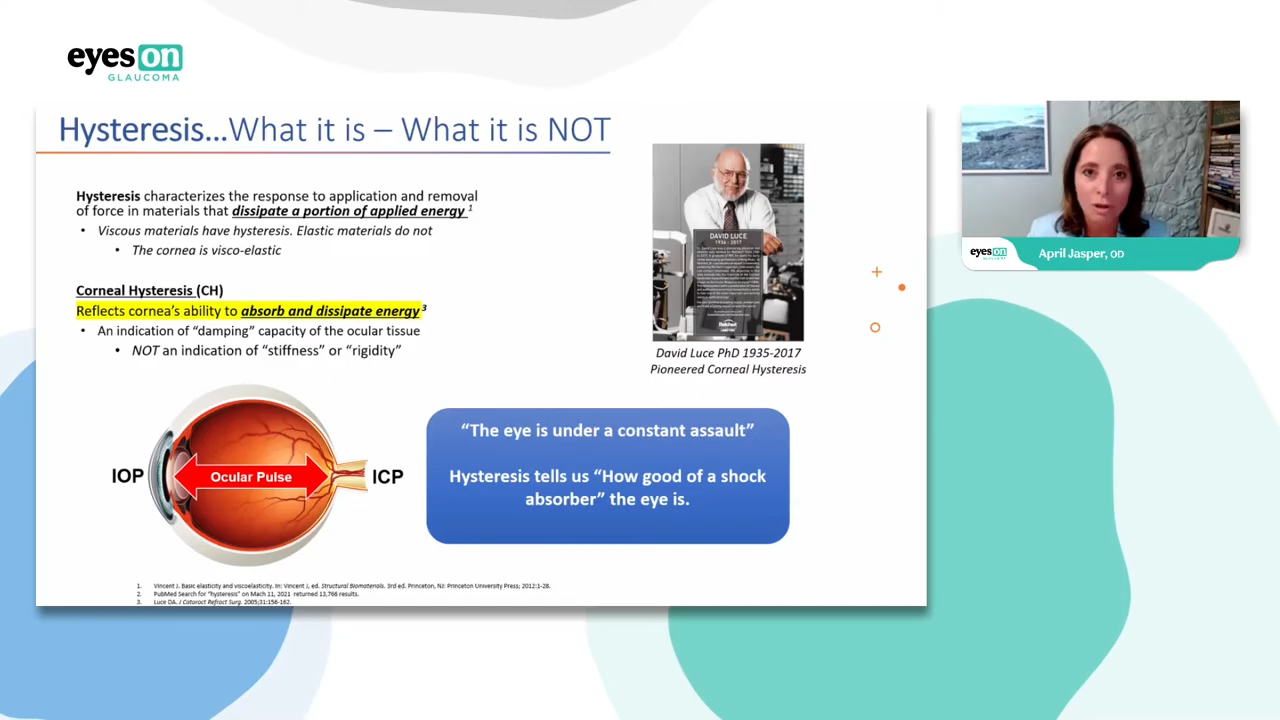 eyes on
GLAUCOMA
Hysteresis...What it is – What it is NOT
Hysteresis characterizes the response to application and removal
of force in materials that dissipate a portion of applied energy 1
• Viscous materials have hysteresis. Elastic materials do not
• The cornea is visco-elastic
Corneal Hysteresis (CH)
Reflects cornea’s ability to absorb and dissipate energy 3
• An indication of “damping” capacity of the ocular tissue
• NOT an indication of “stiffness” or “rigidity”
IOP
Ocular Pulse
ICP
DAVID LUCE
David Luce PhD 1935-2017
Pioneered Corneal Hysteresis
“The eye is under a constant assault”
Hysteresis tells us “How good of a shock
absorber” the eye is.
1. Vincent J. Basic elasticity and viscoelasticity. In: Vincent J, ed. Structural Biomaterials. 3rd ed. Princeton, NJ: Princeton University Press; 2012:1-28.
2. PubMed Search for “hysteresis” on Mach 11, 2021 returned 13,766 results.
3. Luce DA. J Cataract Refract Surg. 2005;31:156-162.
eyes on
April Jasper, OD